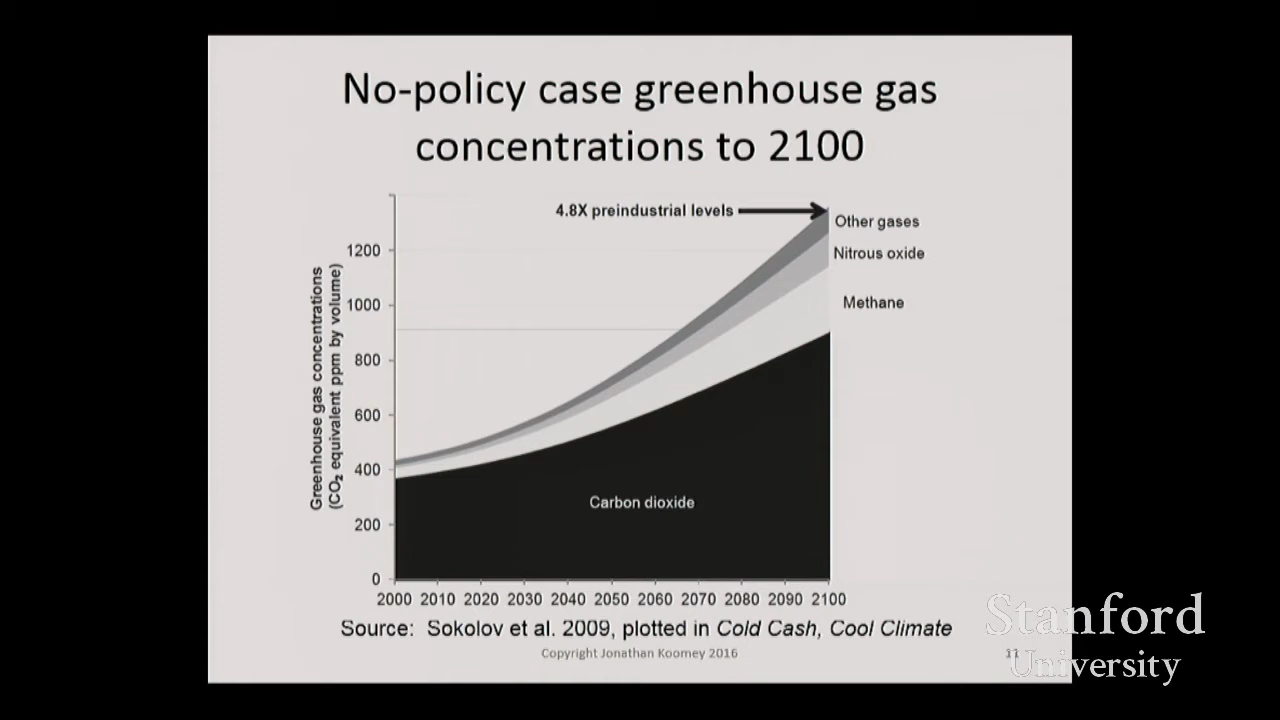 No-policy case greenhouse gas
concentrations to 2100
4.8X preindustrial levels
Other gases
Nitrous oxide
Methane
Carbon dioxide
Greenhouse gas concentrations
(CO₂ equivalent ppm by volume)
1200
1000
800
600
400
200
0
2000 2010 2020 2030 2040 2050 2060 2070 2080 2090 2100
Source: Sokolov et al. 2009, plotted in Cold Cash, Cool Climate
Copyright Jonathan Koomey 2016
11
Stanford
University